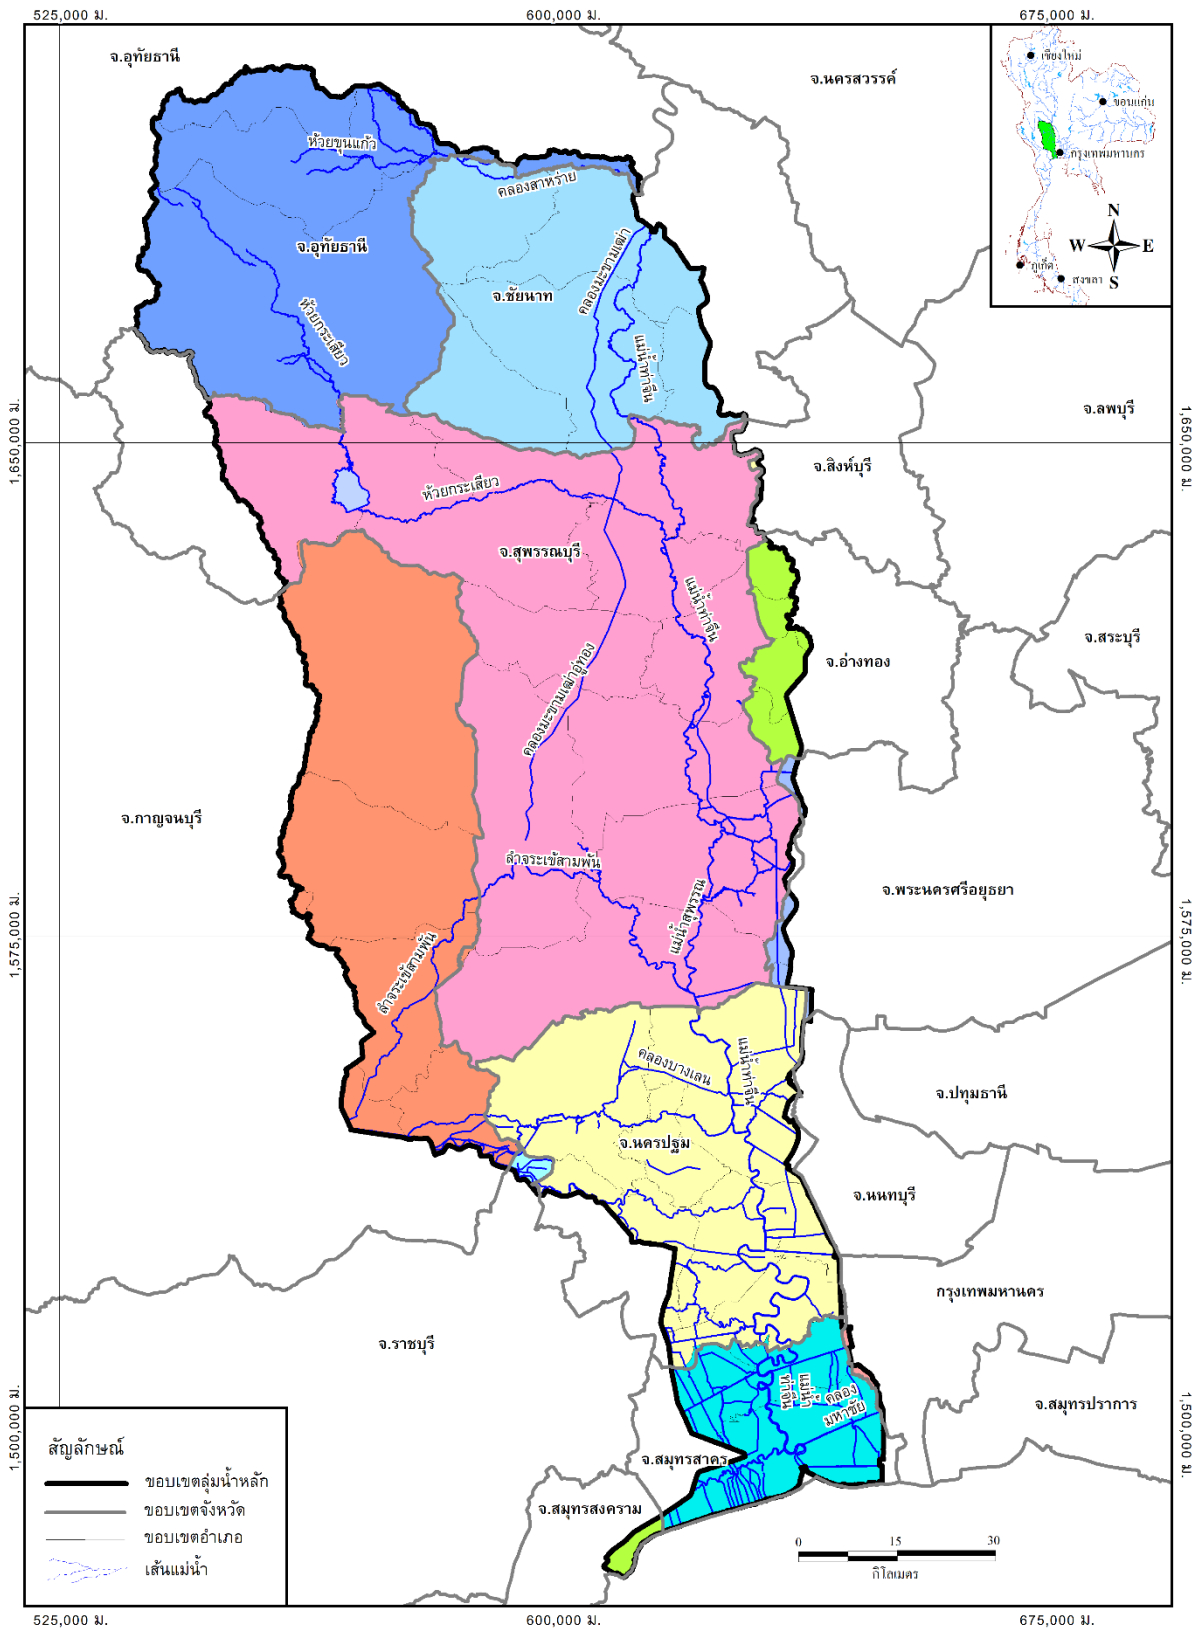 525,000 ม.
600,000 ม.
675,000 ม.
จ.อุทัยธานี
จ.นครสวรรค์
เชียงใหม่
ขอนแก่น
กรุงเทพมหานคร
N
W
E
S
ภูเก็ต
สงขลา
ห้วยขุนแก้ว
คลองสาหร่าย
จ.อุทัยธานี
จ.ชัยนาท
คลองมะขามเฒ่า
ห้วยกระเสียว
แม่น้ำท่าจีน
จ.ลพบุรี
1,650,000 ม.
1,650,000 ม.
จ.สิงห์บุรี
ห้วยกระเสียว
จ.สุพรรณบุรี
แม่น้ำท่าจีน
จ.สระบุรี
จ.อ่างทอง
คลองมะขามเฒ่าอู่ทอง
จ.กาญจนบุรี
ลำจระเข้สามพัน
จ.พระนครศรีอยุธยา
แม่น้ำสุพรรณ
1,575,000 ม.
1,575,000 ม.
ลำจระเข้สามพัน
คลองบางเลน
แม่น้ำท่าจีน
จ.ปทุมธานี
จ.นครปฐม
จ.นนทบุรี
กรุงเทพมหานคร
จ.ราชบุรี
แม่น้ำ
ท่าจีน
คลอง
มหาชัย
จ.สมุทรปราการ
1,500,000 ม.
1,500,000 ม.
จ.สมุทรสาคร
จ.สมุทรสงคราม
สัญลักษณ์
ขอบเขตลุ่มน้ำหลัก
ขอบเขตจังหวัด
ขอบเขตอำเภอ
เส้นแม่น้ำ
0 15 30
กิโลเมตร
525,000 ม.
600,000 ม.
675,000 ม.